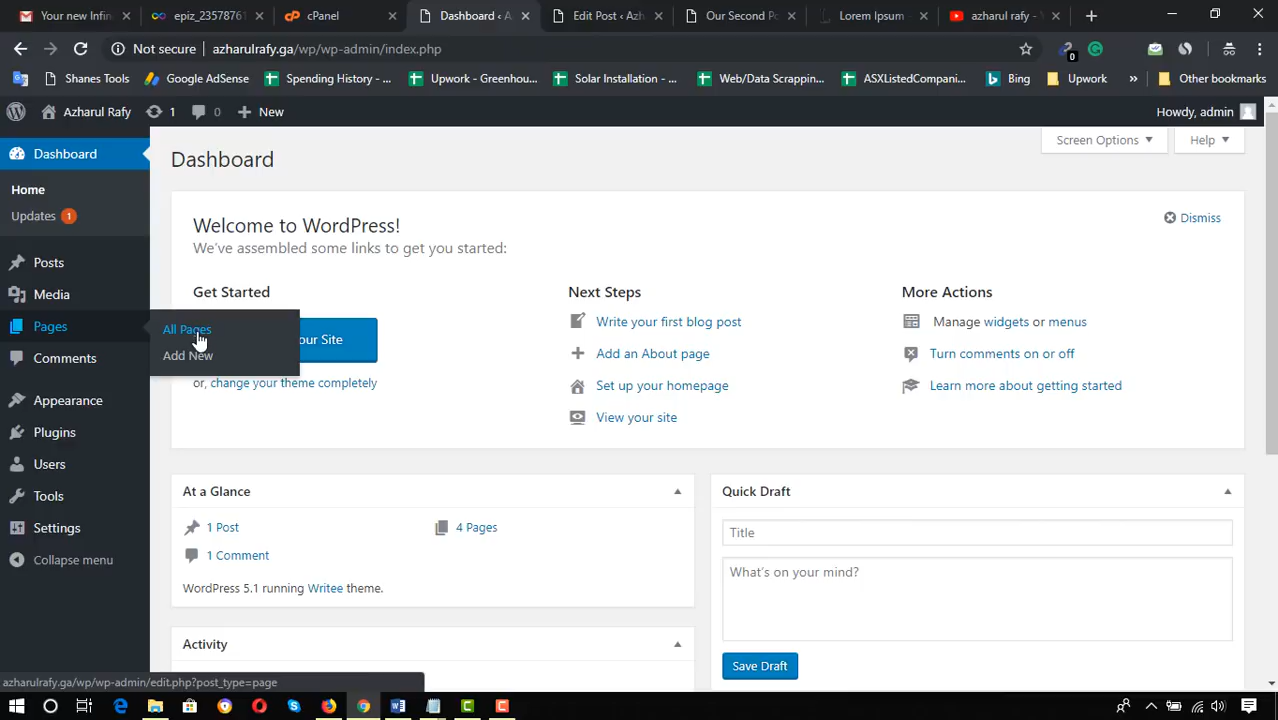 Your new Infin
epiz_23578761
cPanel
Dashboard ‹ A
Edit Post ‹ Azh
Our Second Po
Lorem Ipsum -
azharul rafy - Y
Not secure azharulrafy.ga/wp/wp-admin/index.php
0
Shanes Tools
Google AdSense
Spending History -...
Upwork - Greenhou...
Solar Installation -...
Web/Data Scrappin...
ASXListedCompani...
Bing
Upwork
Other bookmarks
Azharul Rafy 1 0 New
Howdy, admin
Screen Options
Help
Dashboard
Home
Updates 1
Posts
Media
Pages
All Pages
Add New
Comments
Appearance
Plugins
Users
Tools
Settings
Collapse menu
Dashboard
Welcome to WordPress!
We've assembled some links to get you started:
Dismiss
Get Started
our Site
or, change your theme completely
Next Steps
Write your first blog post
Add an About page
Set up your homepage
View your site
More Actions
Manage widgets or menus
Turn comments on or off
Learn more about getting started
At a Glance
1 Post
4 Pages
1 Comment
WordPress 5.1 running Writee theme.
Activity
Quick Draft
Title
What's on your mind?
Save Draft
azharulrafy.ga/wp/wp-admin/edit.php?post_type=page